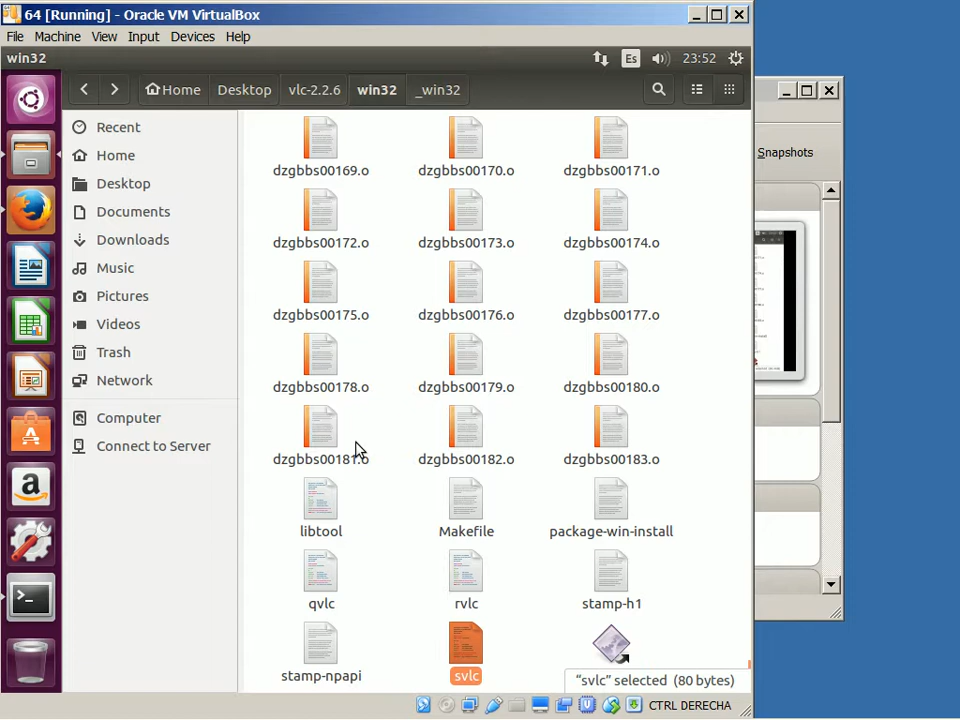 64 [Running] - Oracle VM VirtualBox
File Machine View Input Devices Help
win32 Es 23:52
Home Desktop vlc-2.2.6 win32 _win32
Snapshots
Recent
Home
Desktop
Documents
Downloads
Music
Pictures
Videos
Trash
Network
Computer
Connect to Server
dzgbbs00169.o dzgbbs00170.o dzgbbs00171.o
dzgbbs00172.o dzgbbs00173.o dzgbbs00174.o
dzgbbs00175.o dzgbbs00176.o dzgbbs00177.o
dzgbbs00178.o dzgbbs00179.o dzgbbs00180.o
dzgbbs00181.o dzgbbs00182.o dzgbbs00183.o
libtool Makefile package-win-install
qvlc rvlc stamp-h1
stamp-npapi svlc
“svlc” selected (80 bytes)
CTRL DERECHA